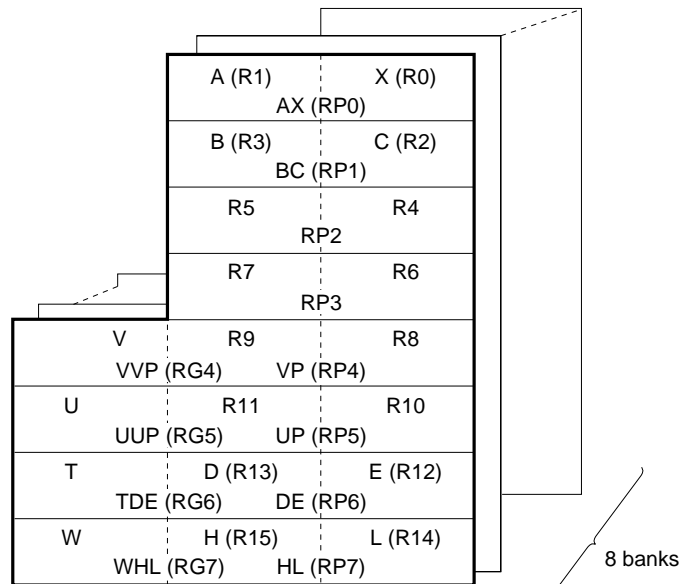 A (R1) X (R0)
AX (RP0)
B (R3) C (R2)
BC (RP1)
R5 R4
RP2
R7 R6
RP3
V R9 R8
VVP (RG4) VP (RP4)
U R11 R10
UUP (RG5) UP (RP5)
T D (R13) E (R12)
TDE (RG6) DE (RP6)
W H (R15) L (R14)
WHL (RG7) HL (RP7)
8 banks